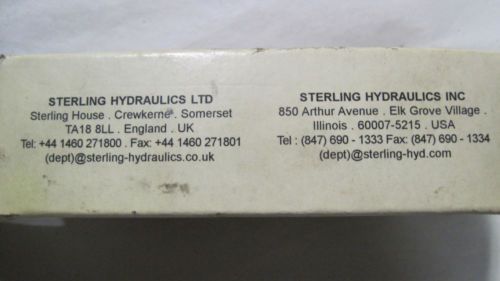 STERLING HYDRAULICS LTD
Sterling House . Crewkerne . Somerset
TA18 8LL . England . UK
Tel: +44 1460 271800 . Fax: +44 1460 271801
(dept)@sterling-hydraulics.co.uk
STERLING HYDRAULICS INC
850 Arthur Avenue . Elk Grove Village .
Illinois . 60007-5215 . USA
Tel : (847) 690 - 1333 Fax: (847) 690 - 1334
(dept)@sterling-hyd.com